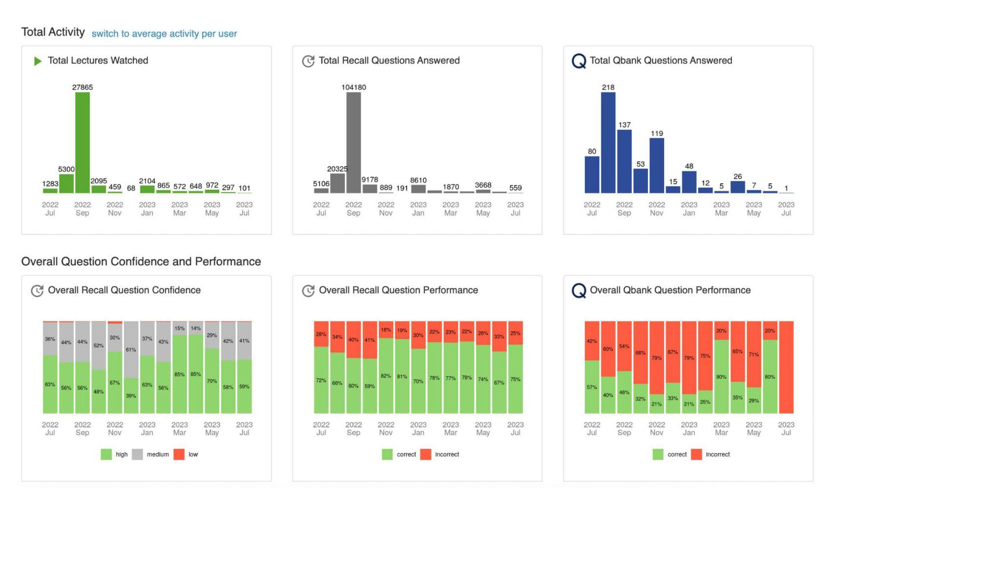 Total Activity switch to average activity per user
Total Lectures Watched
27865
5300
1283 2095 459 68 2104 865 572 648 972 297 101
2022 2022 2022 2023 2023 2023 2023
Jul Sep Nov Jan Mar May Jul
Total Recall Questions Answered
104180
20325
5106 9178 889 191 8610 1870 3668 559
2022 2022 2022 2023 2023 2023 2023
Jul Sep Nov Jan Mar May Jul
Total Qbank Questions Answered
218
137
119
80
53 48
15 12 5 26 7 5 1
2022 2022 2022 2023 2023 2023 2023
Jul Sep Nov Jan Mar May Jul
Overall Question Confidence and Performance
Overall Recall Question Confidence
36% 44% 44% 52% 30% 61% 37% 43% 15% 14% 29% 42% 41%
63% 56% 56% 48% 67% 39% 63% 56% 85% 85% 70% 58% 59%
2022 2022 2022 2023 2023 2023 2023
Jul Sep Nov Jan Mar May Jul
high medium low
Overall Recall Question Performance
28% 34% 40% 41% 18% 19% 30% 22% 23% 22% 26% 33% 25%
72% 66% 60% 59% 82% 81% 70% 78% 77% 78% 74% 67% 75%
2022 2022 2022 2023 2023 2023 2023
Jul Sep Nov Jan Mar May Jul
correct incorrect
Overall Qbank Question Performance
42% 60% 54% 68% 79% 67% 79% 75% 20% 65% 71% 20%
57% 40% 46% 32% 21% 33% 21% 25% 80% 35% 29% 80%
2022 2022 2022 2023 2023 2023 2023
Jul Sep Nov Jan Mar May Jul
correct incorrect